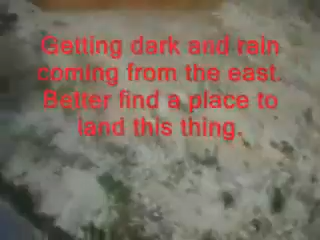 Getting dark and rain
coming from the east.
Better find a place to
land this thing.